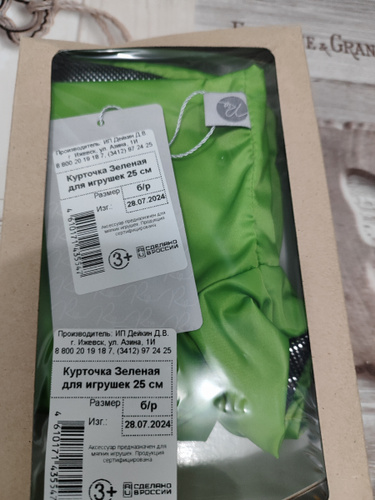 Производитель: ИП Дейкин Д.В.
г. Ижевск, ул. Азина, 1И
8 800 20 19 18 7, (3412) 97 24 25
Курточка Зеленая
для игрушек 25 см
Размер б/р
Изг.: 28.07.2024
Аксессуар предназначен для
мягких игрушек. Продукция
сертифицирована
3+
СДЕЛАНО
В РОССИИ
Производитель: ИП Дейкин Д.В.
г. Ижевск, ул. Азина, 1И
8 800 20 19 18 7, (3412) 97 24 25
Курточка Зеленая
для игрушек 25 см
Размер б/р
Изг.: 28.07.2024
Аксессуар предназначен для
мягких игрушек. Продукция
сертифицирована
3+
СДЕЛАНО
В РОССИИ